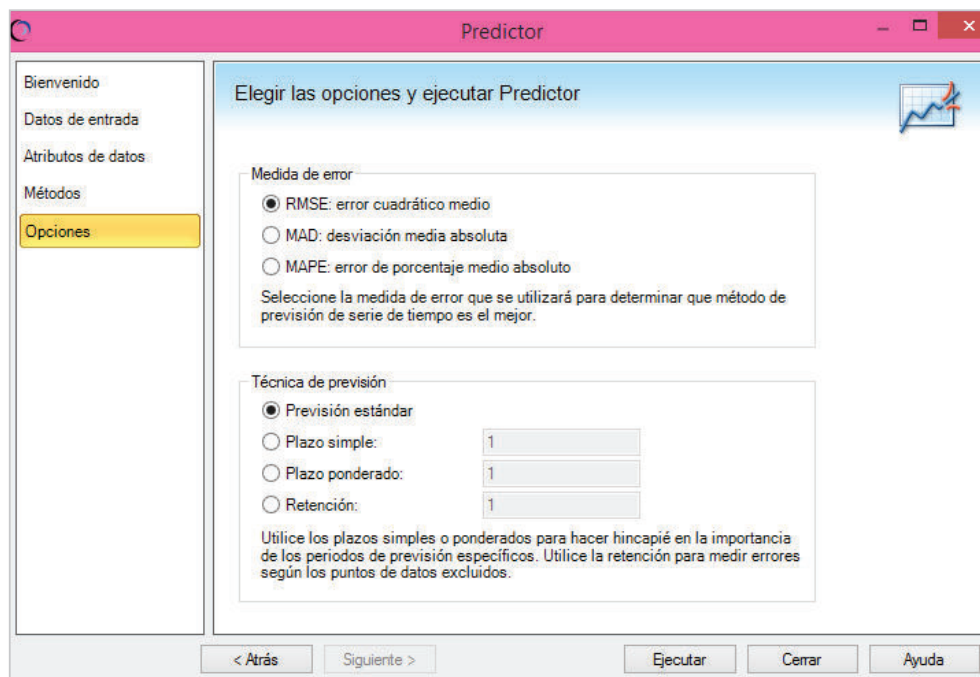 Predictor
Bienvenido
Datos de entrada
Atributos de datos
Métodos
Opciones
Elegir las opciones y ejecutar Predictor
Medida de error
RMSE: error cuadrático medio
MAD: desviación media absoluta
MAPE: error de porcentaje medio absoluto
Seleccione la medida de error que se utilizará para determinar que método de
previsión de serie de tiempo es el mejor.
Técnica de previsión
Previsión estándar
Plazo simple: 1
Plazo ponderado: 1
Retención: 1
Utilice los plazos simples o ponderados para hacer hincapié en la importancia
de los periodos de previsión específicos. Utilice la retención para medir errores
según los puntos de datos excluidos.
< Atrás Siguiente > Ejecutar Cerrar Ayuda